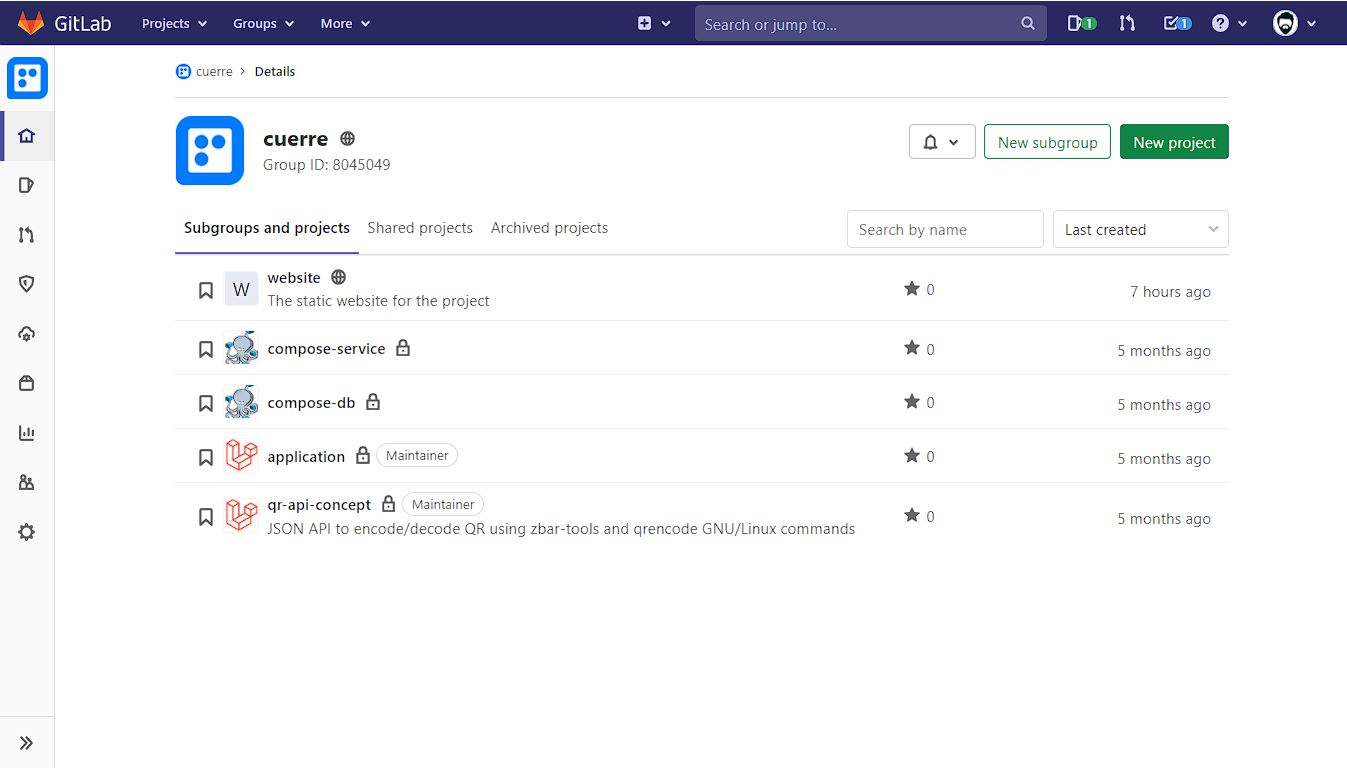 GitLab Projects Groups More Search or jump to... 1 1
cuerre > Details
cuerre
Group ID: 8045049
New subgroup New project
Subgroups and projects Shared projects Archived projects Search by name Last created
W website 0 7 hours ago
The static website for the project
compose-service 0 5 months ago
compose-db 0 5 months ago
application Maintainer 0 5 months ago
qr-api-concept Maintainer 0 5 months ago
JSON API to encode/decode QR using zbar-tools and qrencode GNU/Linux commands